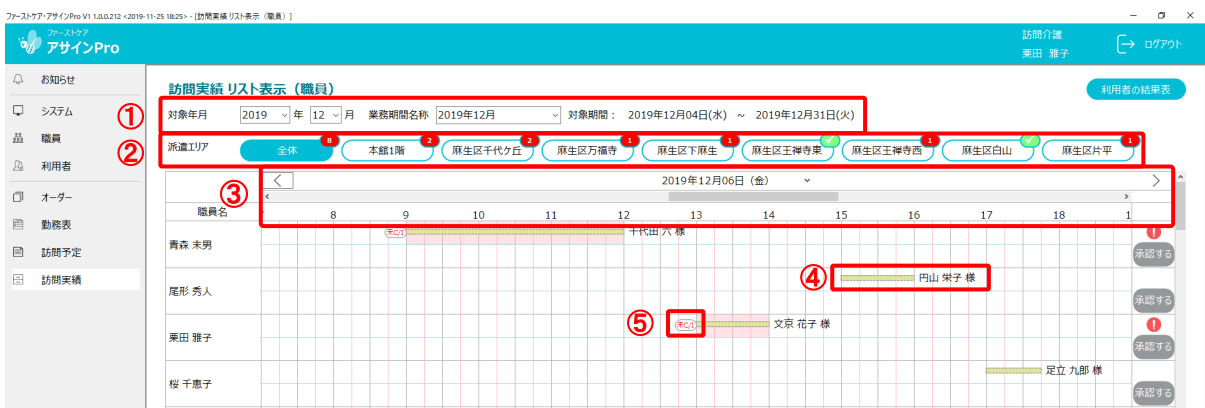 ファーストケア・アサインPro V1 1.0.0.212 <2019-11-25 18:25> - [訪問実績 リスト表示（職員）]
ファーストケア
アサインPro
訪問介護
栗田 雅子
ログアウト
お知らせ
システム
職員
利用者
オーダー
勤務表
訪問予定
訪問実績
訪問実績 リスト表示（職員）
利用者の結果表
①
対象年月 2019 年 12 月 業務期間名称 2019年12月 対象期間： 2019年12月04日(水) ～ 2019年12月31日(火)
②
派遣エリア 全体 8 本館1階 2 麻生区千代ケ丘 2 麻生区万福寺 1 麻生区下麻生 1 麻生区王禅寺東 麻生区王禅寺西 1 麻生区白山 麻生区片平 1
③
2019年12月06日（金）
職員名 8 9 10 11 12 13 14 15 16 17 18 1
青森 末男 未C/I 千代田 六 様 承認する
④
尾形 秀人 円山 栄子 様 承認する
⑤
栗田 雅子 未C/I 文京 花子 様 承認する
桜 千恵子 足立 九郎 様 承認する